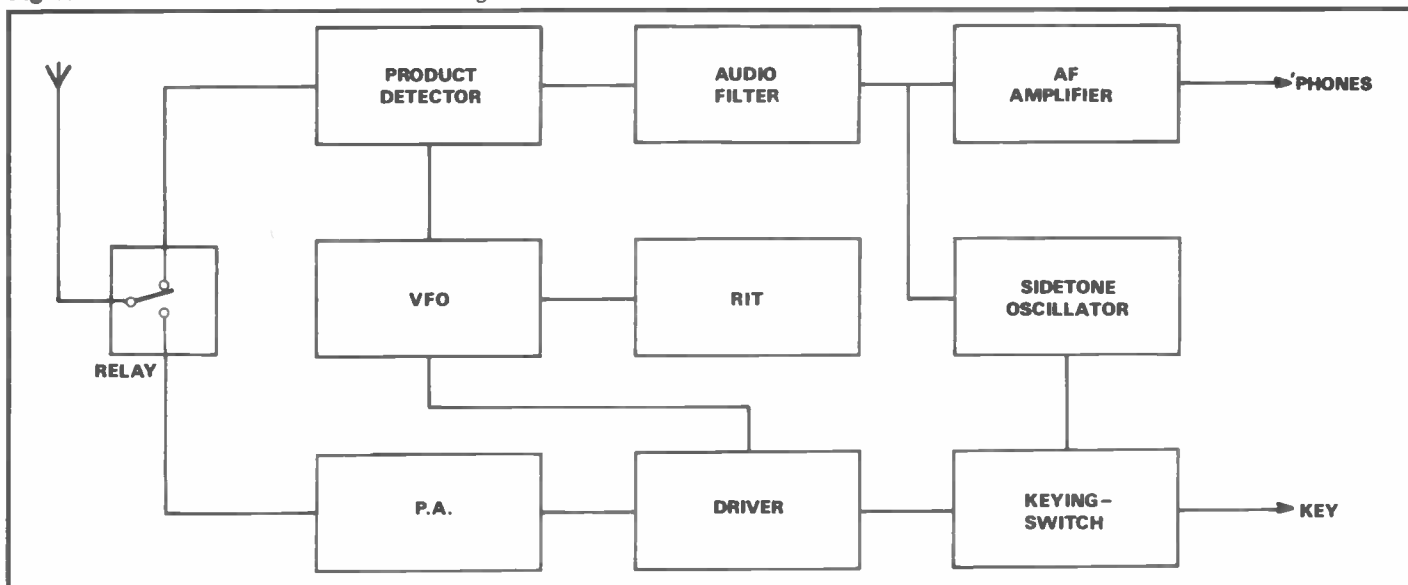 PRODUCT
DETECTOR
AUDIO
FILTER
AF
AMPLIFIER
'PHONES
VFO
RIT
SIDETONE
OSCILLATOR
RELAY
P.A.
DRIVER
KEYING-
SWITCH
KEY